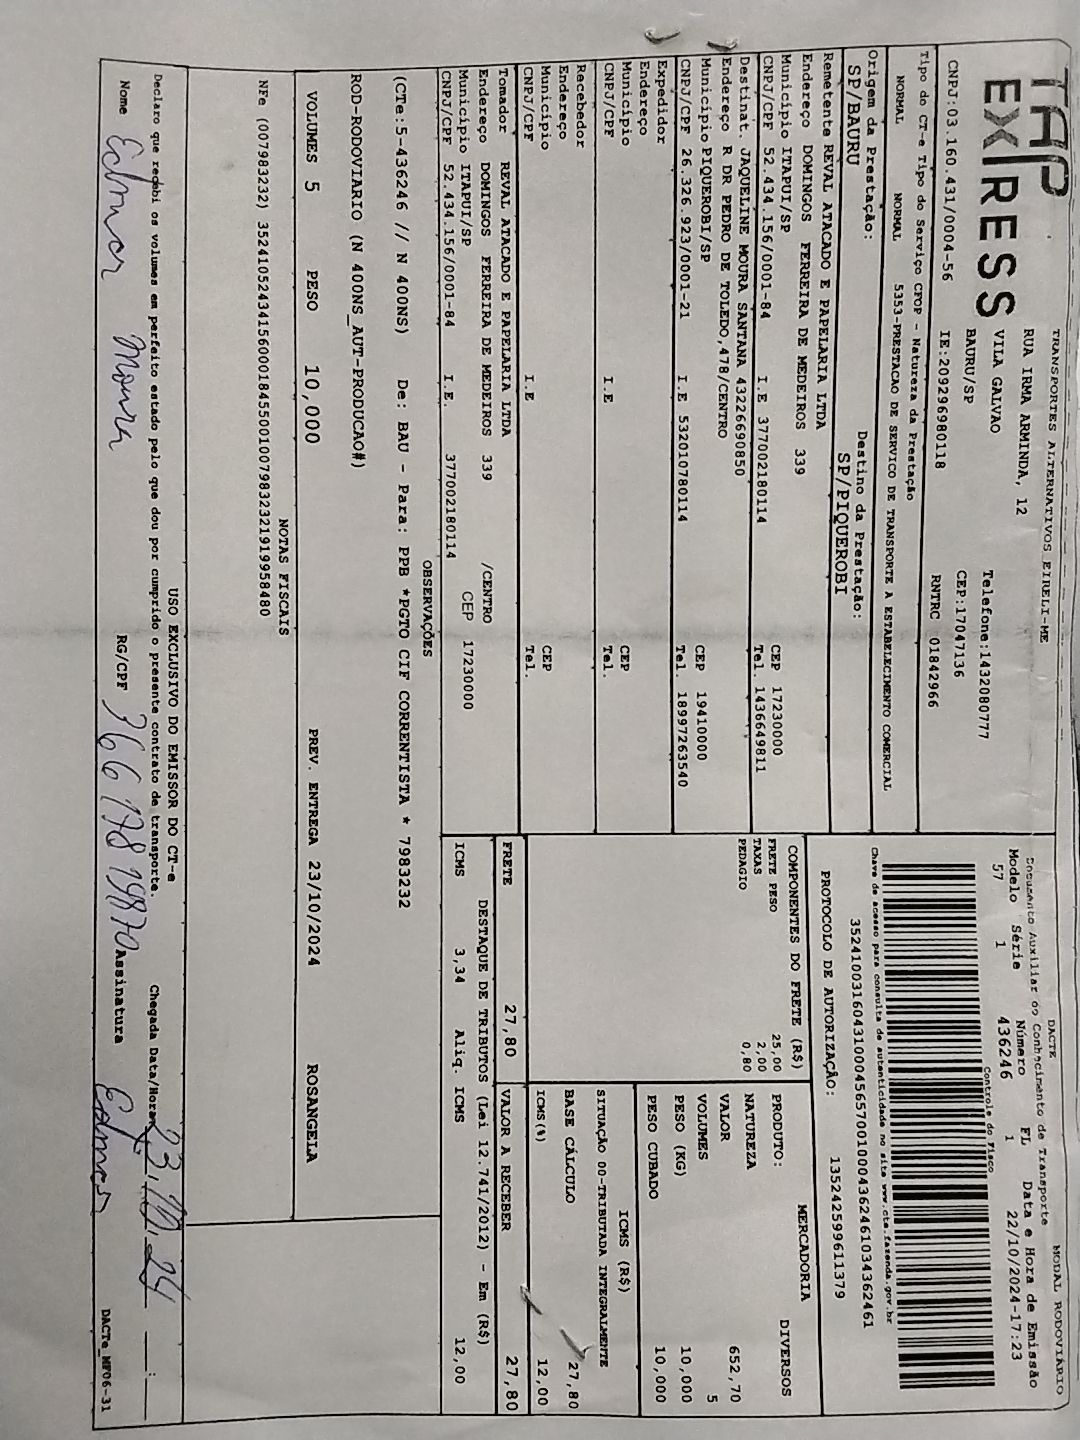 TRANSPORTES ALTERNATIVOS EIRELI-ME
TAP EXPRESS
RUA IRMA ARMINDA, 12
VILA GALVAO
Telefone:1432080777
BAURU/SP
CEP:17047136
CNPJ:03.160.431/0004-56
IE:209296980118
RNTRC 01842966
DACTE
MODAL RODOVIÁRIO
Documento Auxiliar do Conhecimento de Transporte
Modelo Série Número FL Data e Hora de Emissão
57 1 436246 1 22/10/2024-17:23
Controle do Fisco
Tipo do CT-e Tipo do Serviço CFOP - Natureza da Prestação
NORMAL NORMAL 5353-PRESTACAO DE SERVICO DE TRANSPORTE A ESTABELECIMENTO COMERCIAL
Chave de acesso para consulta de autenticidade no site www.cte.fazenda.gov.br
Origem da Prestação: Destino da Prestação:
SP/BAURU SP/PIQUEROBI
PROTOCOLO DE AUTORIZAÇÃO: 135242599611379
Remetente REVAL ATACADO E PAPELARIA LTDA
Endereço DOMINGOS FERREIRA DE MEDEIROS 339
Município ITAPUI/SP CEP 17230000
CNPJ/CPF 52.434.156/0001-84 I.E 377002180114 Tel. 1436649811
Destinat. JAQUELINE MOURA SANTANA 43226690850
Endereço R DR PEDRO DE TOLEDO,478/CENTRO
Município PIQUEROBI/SP CEP 19410000
CNPJ/CPF 26.326.923/0001-21 I.E 532010780114 Tel. 18997263540
Expedidor
Endereço
Município CEP
CNPJ/CPF I.E Tel.
Recebedor
Endereço
Município CEP
CNPJ/CPF I.E Tel.
Tomador REVAL ATACADO E PAPELARIA LTDA
Endereço DOMINGOS FERREIRA DE MEDEIROS 339 /CENTRO
Município ITAPUI/SP CEP 17230000
CNPJ/CPF 52.434.156/0001-84 I.E. 377002180114
COMPONENTES DO FRETE (R$)
FRETE PESO 25,00
TAXAS 2,00
PEDAGIO 0,80
MERCADORIA
PRODUTO: DIVERSOS
NATUREZA
VALOR 652,70
VOLUMES 5
PESO (KG) 10,000
PESO CUBADO 10,000
ICMS (R$)
SITUAÇÃO 00-TRIBUTADA INTEGRALMENTE
BASE CÁLCULO 27,80
ICMS(%) 12,00
FRETE 27,80 VALOR A RECEBER 27,80
DESTAQUE DE TRIBUTOS (Lei 12.741/2012) - Em (R$)
ICMS 3,34 Aliq. ICMS 12,00
OBSERVAÇÕES
(CTe:5-436246 // N 400NS) De: BAU - Para: PPB *PGTO CIF CORRENTISTA * 7983232
ROD-RODOVIARIO (N 400NS_AUT-PRODUCAO#)
VOLUMES 5 PESO 10,000 PREV. ENTREGA 23/10/2024 ROSANGELA
NOTAS FISCAIS
NFe (007983232) 35241052434156000184550010079832321919958480
USO EXCLUSIVO DO EMISSOR DO CT-e
Declaro que recebi os volumes em perfeito estado pelo que dou por cumprido o presente contrato de transporte. Chegada Data/Hora 23/10/24 :
Nome Edmar Moura RG/CPF Assinatura Edmar
DACTe_MF06-31